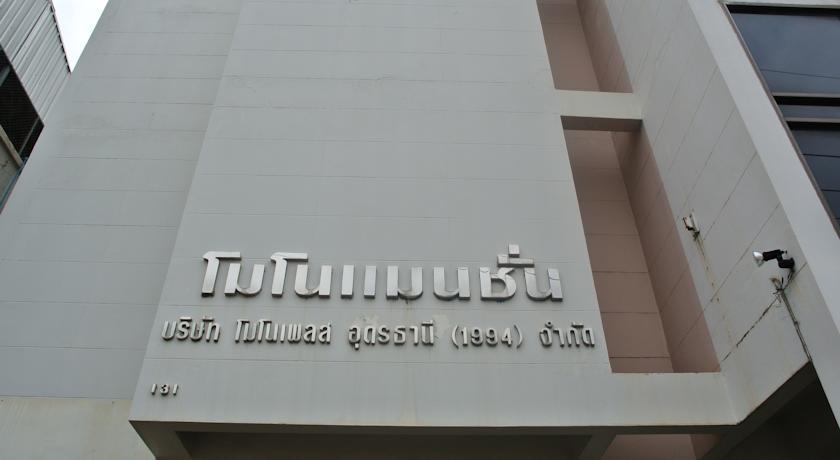 โมโนแมนชั่น
บริษัท โมโนเพลส อุดรธานี (1994) จำกัด
131